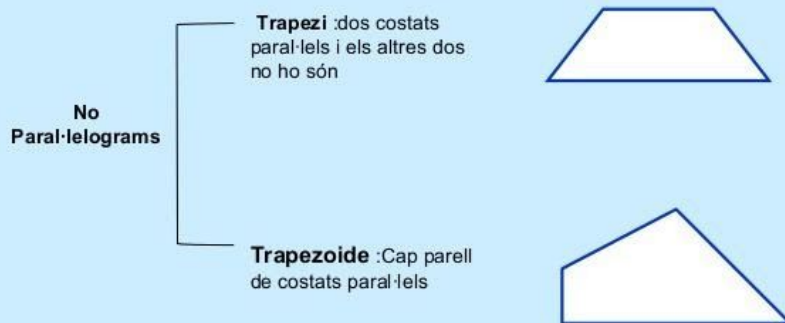 Trapezi :dos costats
paral·lels i els altres dos
no ho són
No
Paral·lelograms
Trapezoide :Cap parell
de costats paral·lels